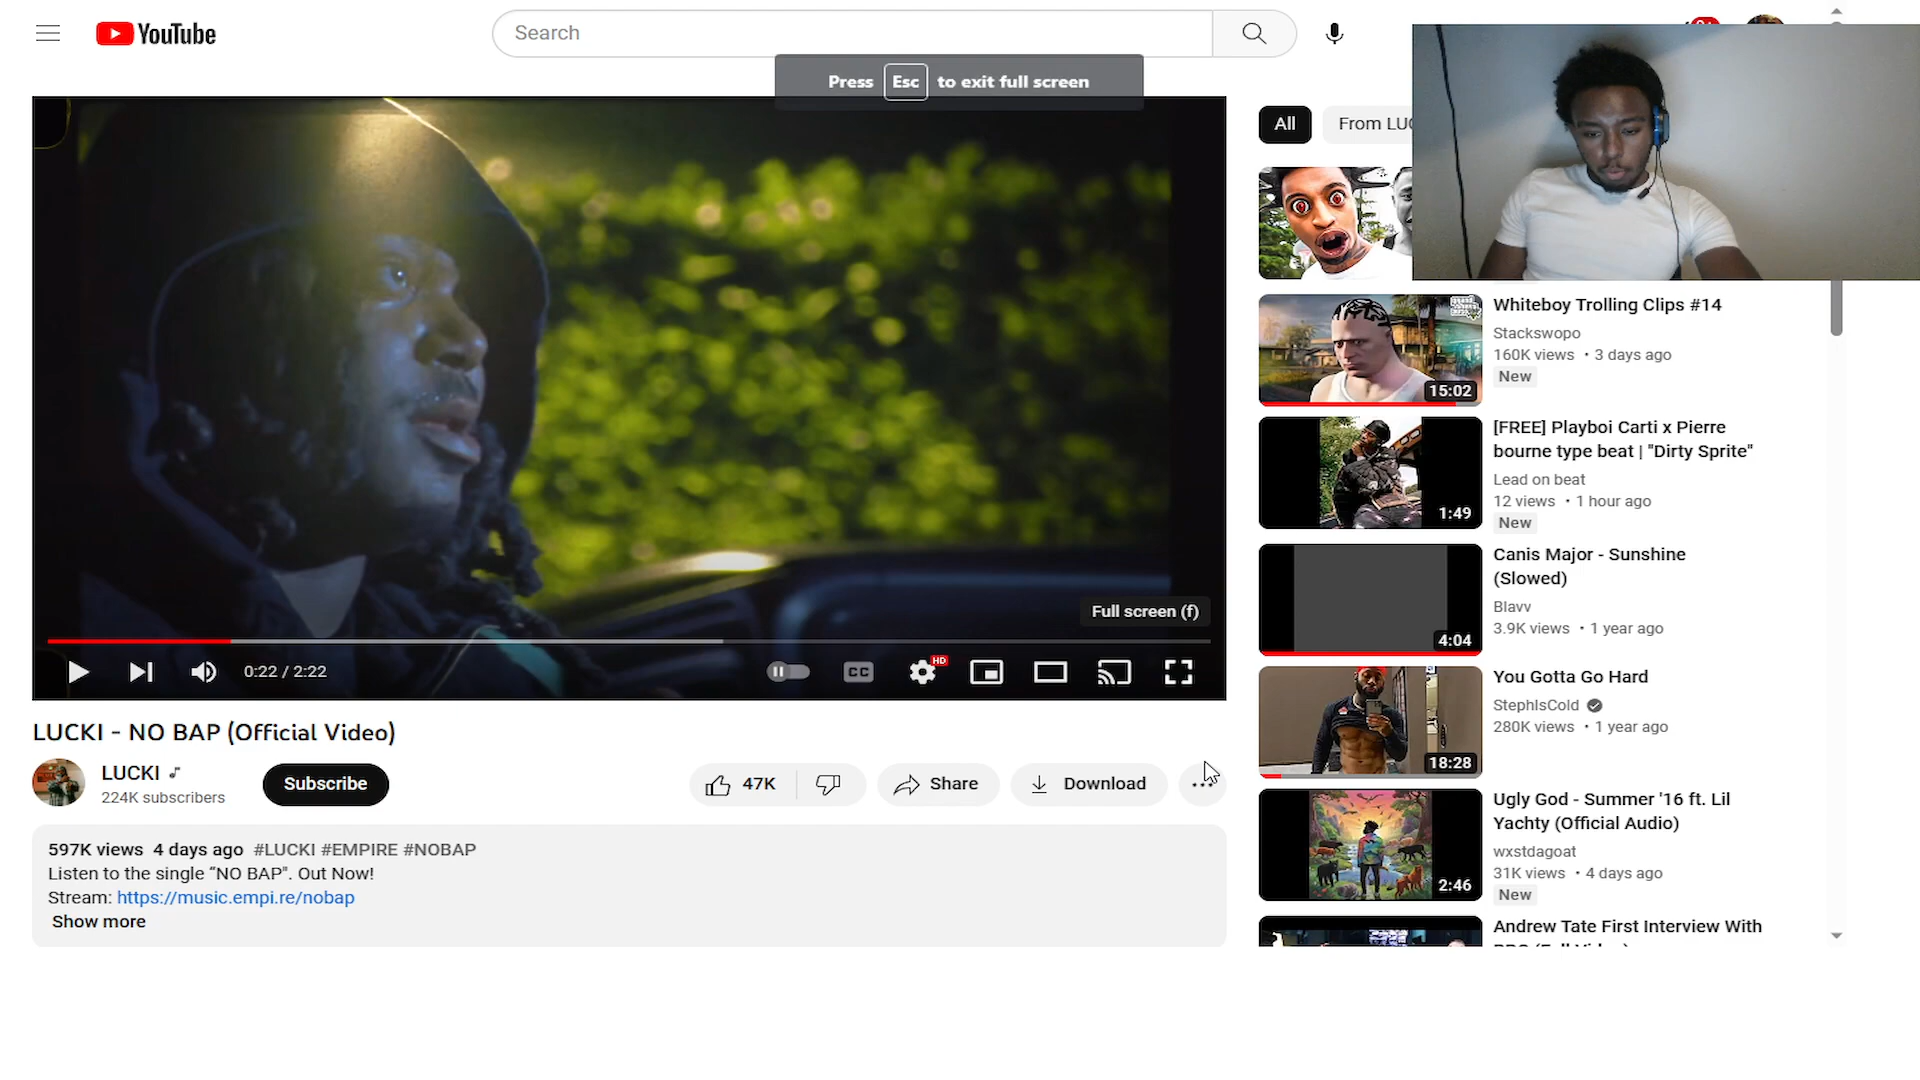 YouTube
Search
Press Esc to exit full screen
All
From LUC
Whiteboy Trolling Clips #14
Stackswopo
160K views • 3 days ago
New
15:02
[FREE] Playboi Carti x Pierre
bourne type beat | "Dirty Sprite"
Lead on beat
12 views • 1 hour ago
New
1:49
Canis Major - Sunshine
(Slowed)
Blavv
3.9K views • 1 year ago
4:04
You Gotta Go Hard
StephIsCold
280K views • 1 year ago
18:28
Ugly God - Summer '16 ft. Lil
Yachty (Official Audio)
wxstdagoat
31K views • 4 days ago
New
2:46
Andrew Tate First Interview With
Full screen (f)
0:22 / 2:22
CC
HD
LUCKI - NO BAP (Official Video)
LUCKI
224K subscribers
Subscribe
47K
Share
Download
597K views 4 days ago #LUCKI #EMPIRE #NOBAP
Listen to the single “NO BAP". Out Now!
Stream: https://music.empi.re/nobap
Show more